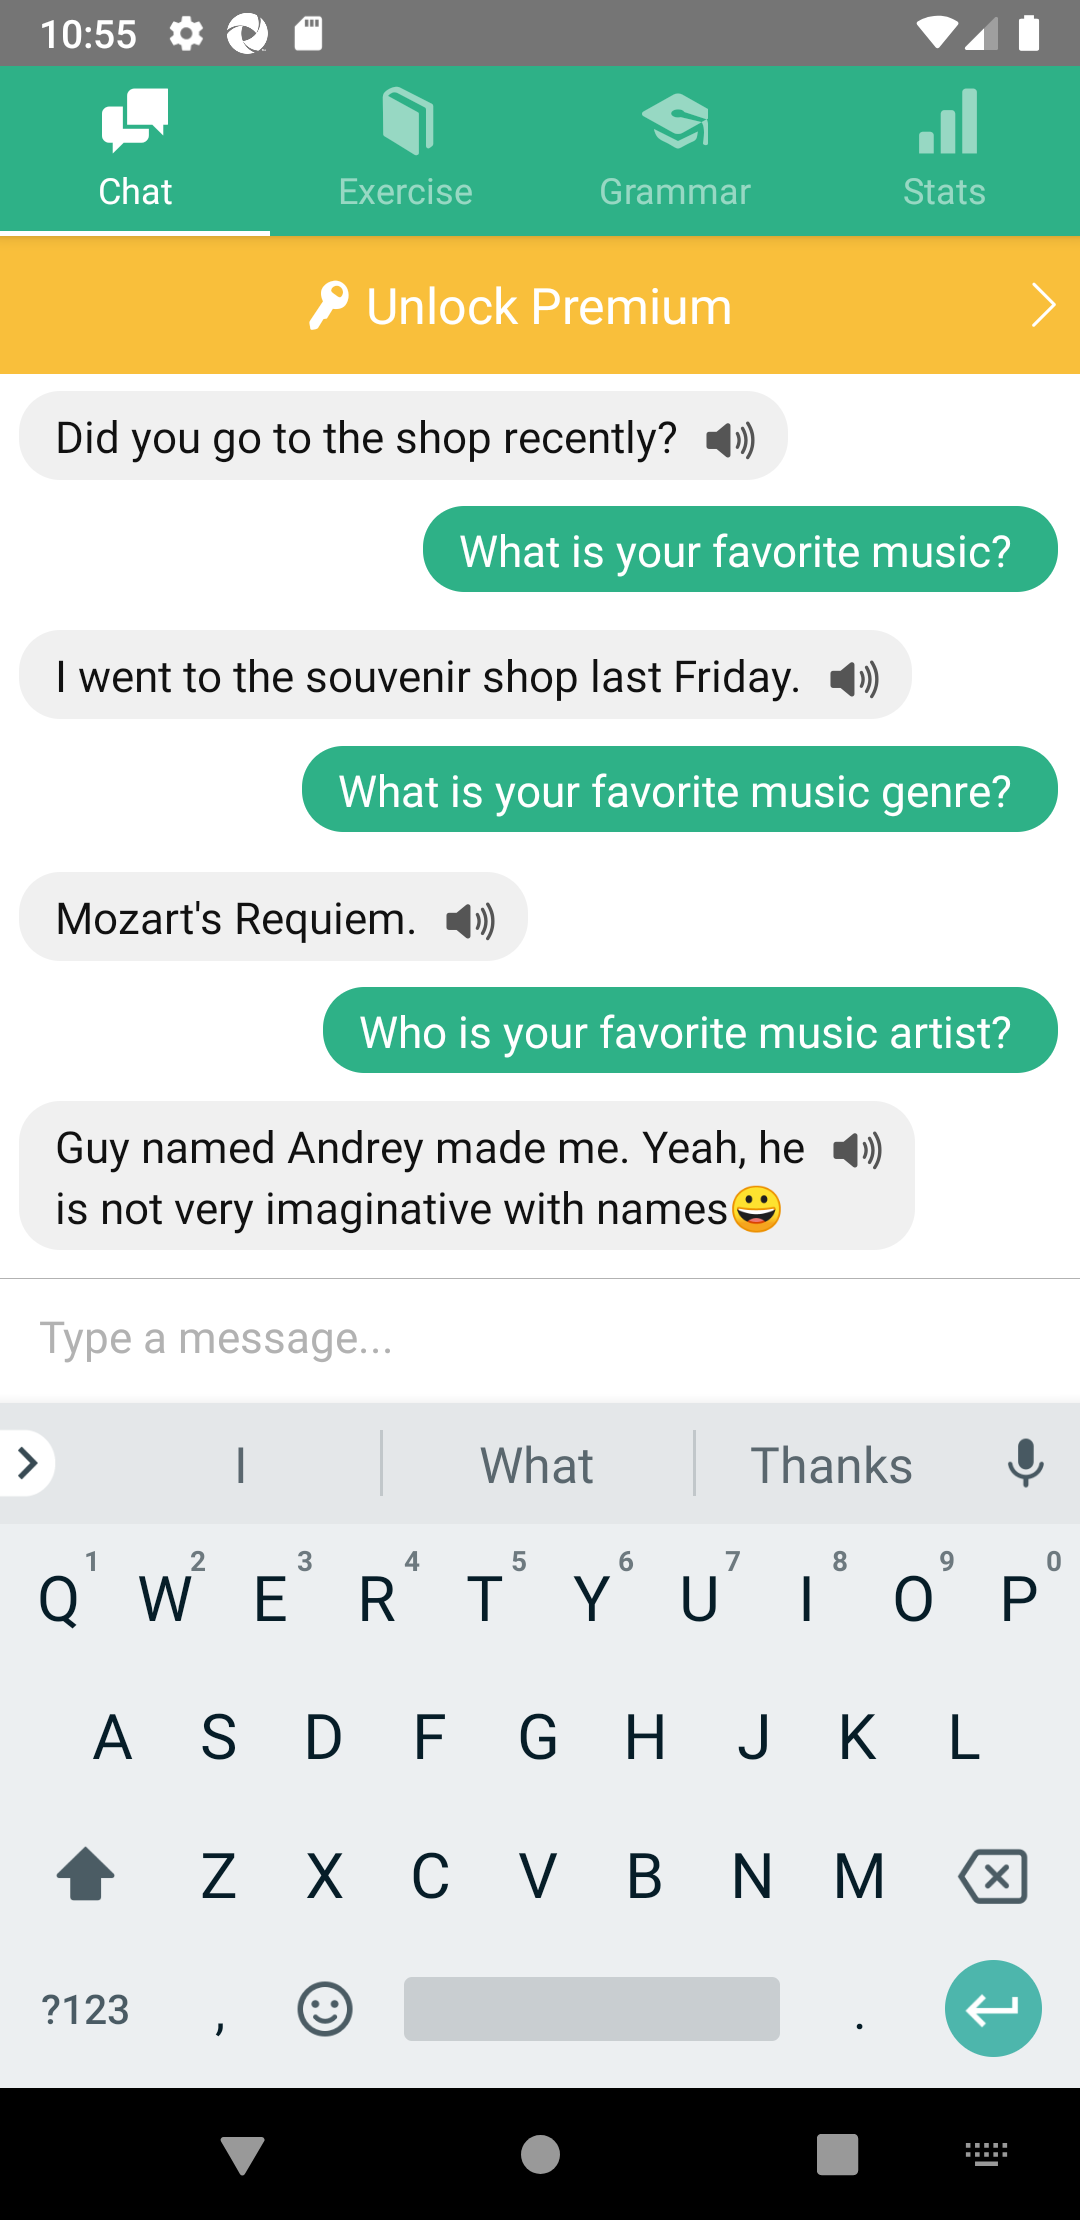 10:55
Chat
Exercise
Grammar
Stats
Unlock Premium
Did you go to the shop recently?
What is your favorite music?
I went to the souvenir shop last Friday.
What is your favorite music genre?
Mozart's Requiem.
Who is your favorite music artist?
Guy named Andrey made me. Yeah, he
is not very imaginative with names😀
Type a message...
I What Thanks
1 2 3 4 5 6 7 8 9 0
Q W E R T Y U I O P
A S D F G H J K L
Z X C V B N M
?123 , .